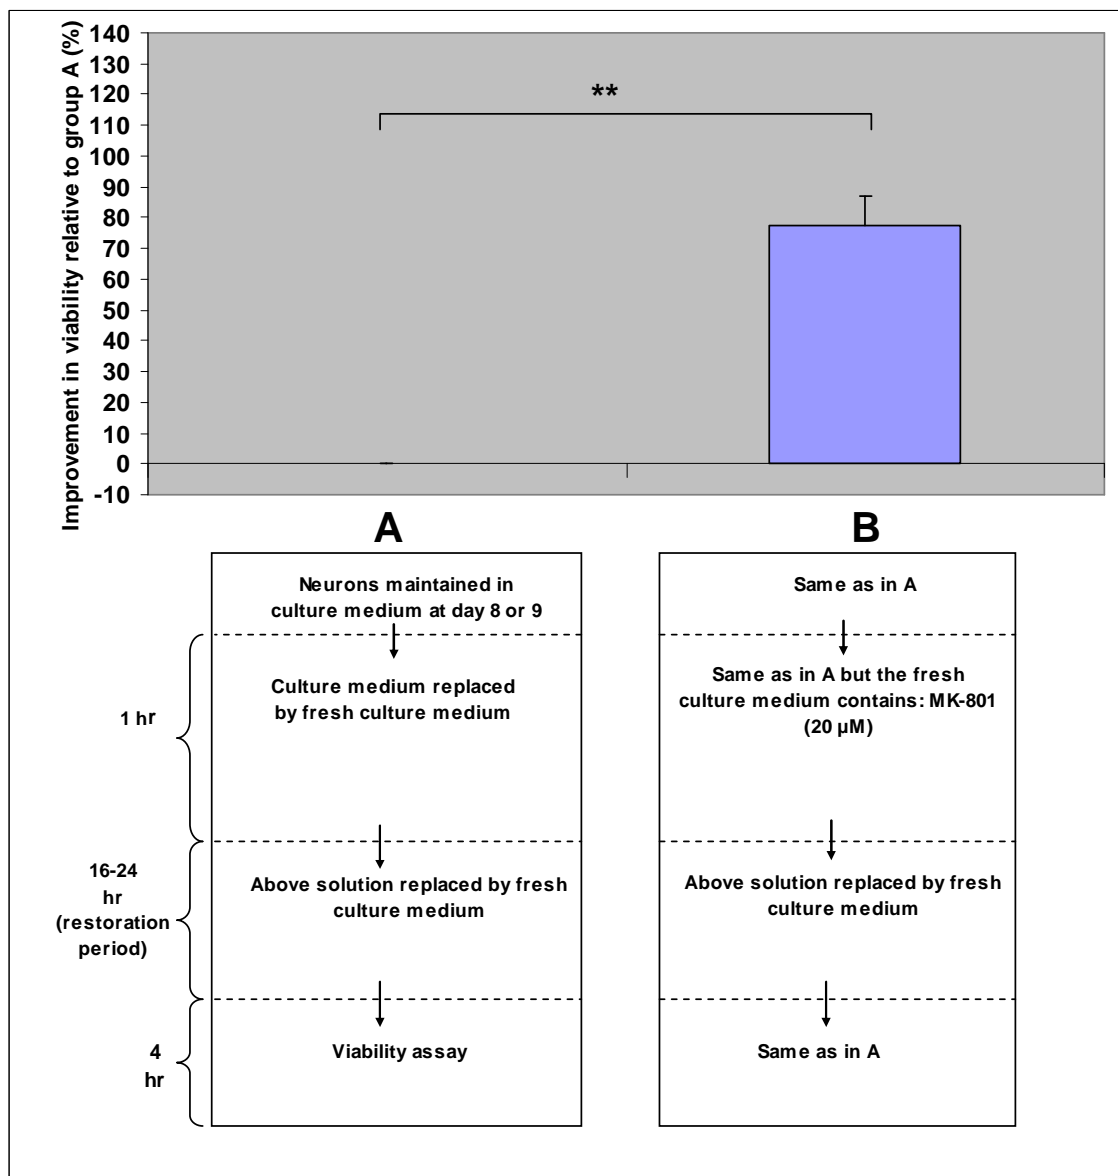 Improvement in viability relative to group A (%)
140
130
120
110
100
90
80
70
60
50
40
30
20
10
0
-10
**
A
B
Neurons maintained in
culture medium at day 8 or 9
Same as in A
1 hr
Culture medium replaced
by fresh culture medium
Same as in A but the fresh
culture medium contains: MK-801
(20 µM)
16-24
hr
(restoration
period)
Above solution replaced by fresh
culture medium
Above solution replaced by fresh
culture medium
4
hr
Viability assay
Same as in A